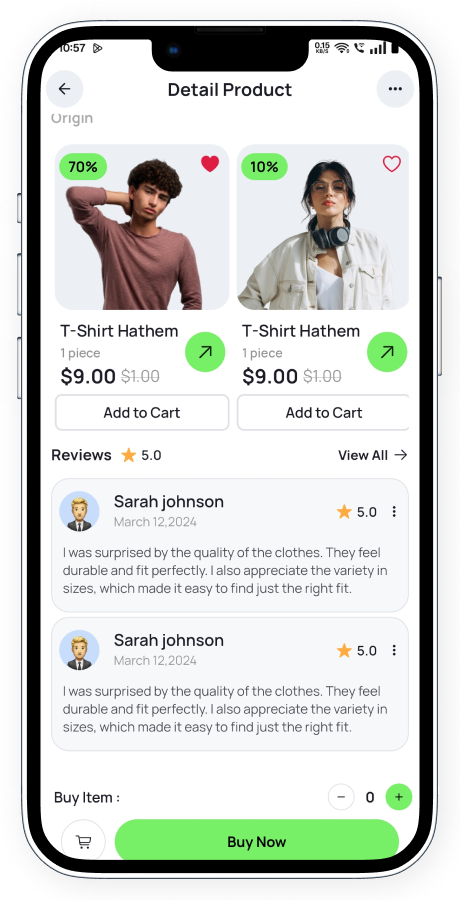 10:57
0.15
KB/S
Detail Product
Origin
70%
10%
T-Shirt Hathem
1 piece
$9.00 $1.00
Add to Cart
T-Shirt Hathem
1 piece
$9.00 $1.00
Add to Cart
Reviews 5.0
View All
Sarah johnson
March 12,2024
5.0
I was surprised by the quality of the clothes. They feel
durable and fit perfectly. I also appreciate the variety in
sizes, which made it easy to find just the right fit.
Sarah johnson
March 12,2024
5.0
I was surprised by the quality of the clothes. They feel
durable and fit perfectly. I also appreciate the variety in
sizes, which made it easy to find just the right fit.
Buy Item :
− 0 +
Buy Now